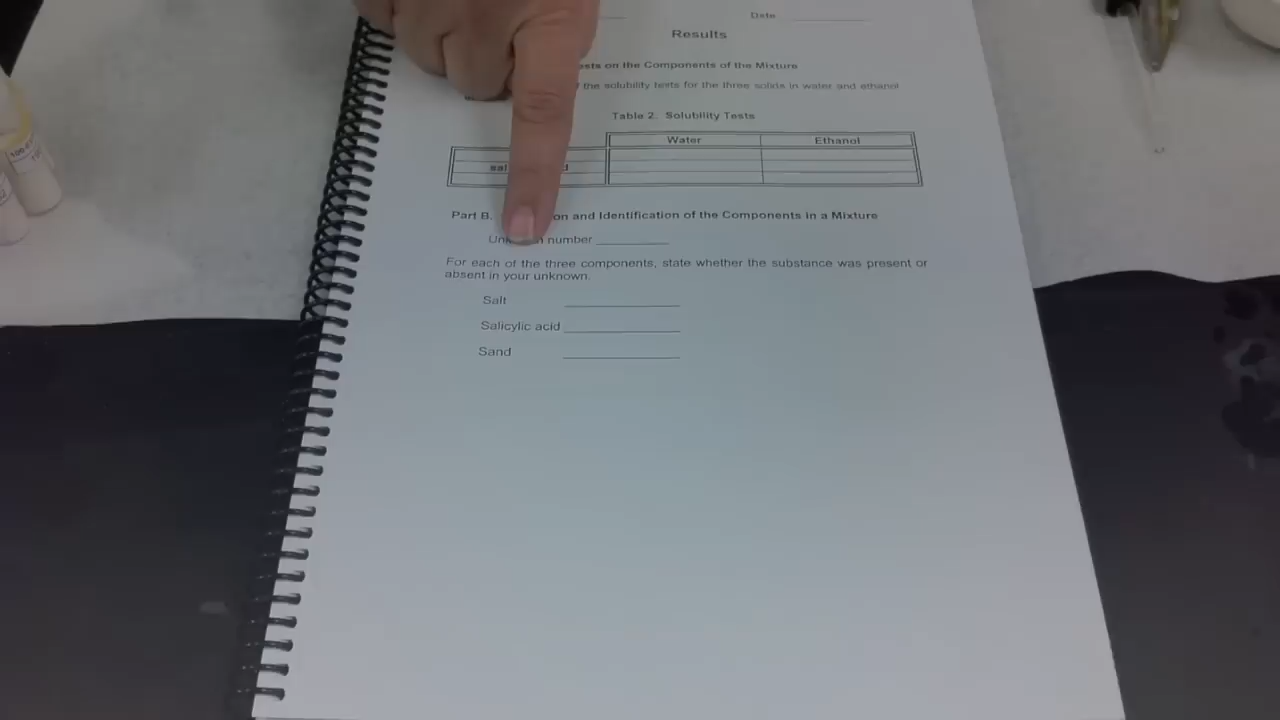 Date
Results
ests on the Components of the Mixture
the solubility tests for the three solids in water and ethanol
Table 2. Solubility Tests
Water Ethanol
Part B. on and Identification of the Components in a Mixture
number
For each of the three components, state whether the substance was present or
absent in your unknown.
Salt
Salicylic acid
Sand